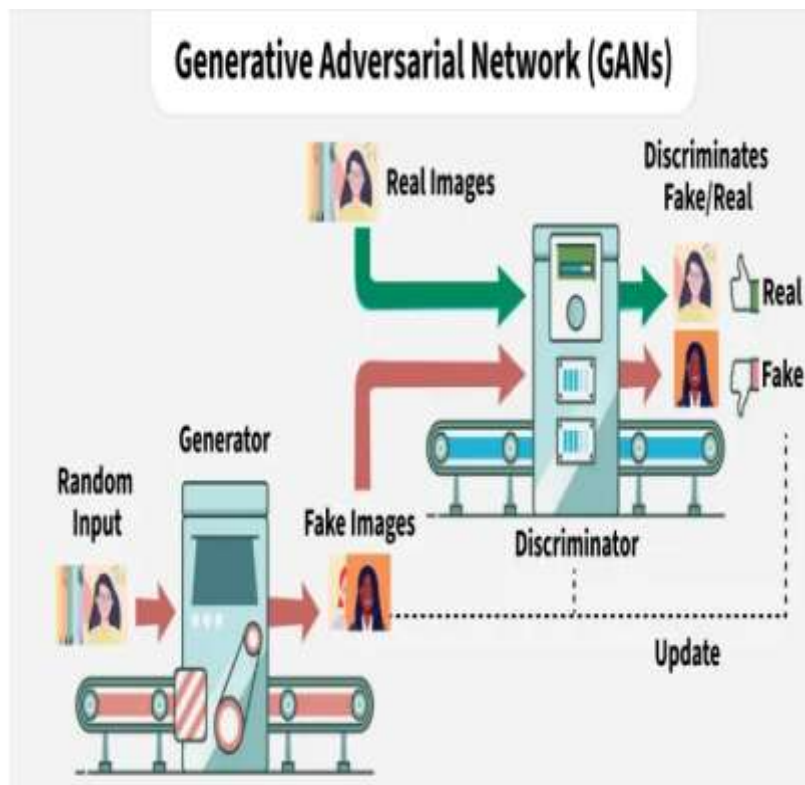 Generative Adversarial Network (GANs)
Real Images
Discriminates
Fake/Real
Real
Fake
Generator
Random
Input
Fake Images
Discriminator
Update